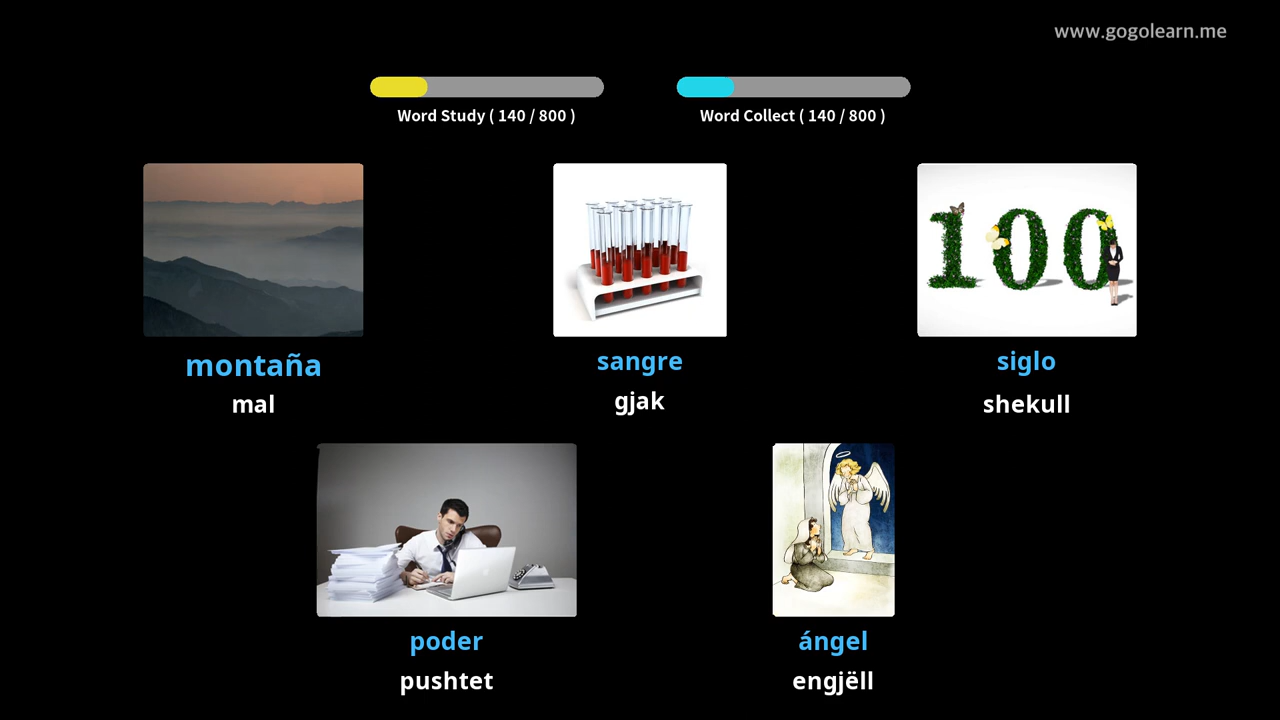 www.gogolearn.me
Word Study ( 140 / 800 )
Word Collect ( 140 / 800 )
100
montaña
mal
sangre
gjak
siglo
shekull
poder
pushtet
ángel
engjëll